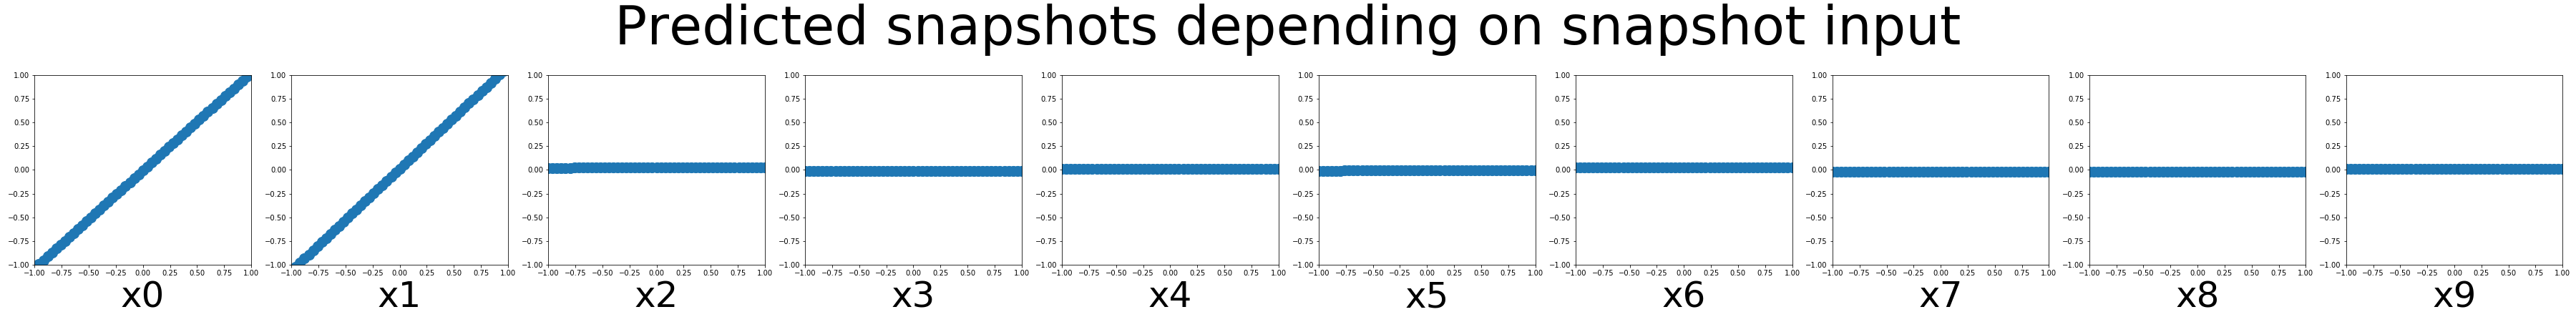 Predicted snapshots depending on snapshot input
1.00 1.00 1.00 1.00 1.00 1.00 1.00 1.00 1.00 1.00
0.75 0.75 0.75 0.75 0.75 0.75 0.75 0.75 0.75 0.75
0.50 0.50 0.50 0.50 0.50 0.50 0.50 0.50 0.50 0.50
0.25 0.25 0.25 0.25 0.25 0.25 0.25 0.25 0.25 0.25
0.00 0.00 0.00 0.00 0.00 0.00 0.00 0.00 0.00 0.00
−0.25 −0.25 −0.25 −0.25 −0.25 −0.25 −0.25 −0.25 −0.25 −0.25
−0.50 −0.50 −0.50 −0.50 −0.50 −0.50 −0.50 −0.50 −0.50 −0.50
−0.75 −0.75 −0.75 −0.75 −0.75 −0.75 −0.75 −0.75 −0.75 −0.75
−1.00 −1.00 −1.00 −1.00 −1.00 −1.00 −1.00 −1.00 −1.00 −1.00
−1.00 −0.75 −0.50 −0.25 0.00 0.25 0.50 0.75 1.00 −1.00 −0.75 −0.50 −0.25 0.00 0.25 0.50 0.75 1.00 −1.00 −0.75 −0.50 −0.25 0.00 0.25 0.50 0.75 1.00 −1.00 −0.75 −0.50 −0.25 0.00 0.25 0.50 0.75 1.00 −1.00 −0.75 −0.50 −0.25 0.00 0.25 0.50 0.75 1.00 −1.00 −0.75 −0.50 −0.25 0.00 0.25 0.50 0.75 1.00 −1.00 −0.75 −0.50 −0.25 0.00 0.25 0.50 0.75 1.00 −1.00 −0.75 −0.50 −0.25 0.00 0.25 0.50 0.75 1.00 −1.00 −0.75 −0.50 −0.25 0.00 0.25 0.50 0.75 1.00 −1.00 −0.75 −0.50 −0.25 0.00 0.25 0.50 0.75 1.00
x0 x1 x2 x3 x4 x5 x6 x7 x8 x9